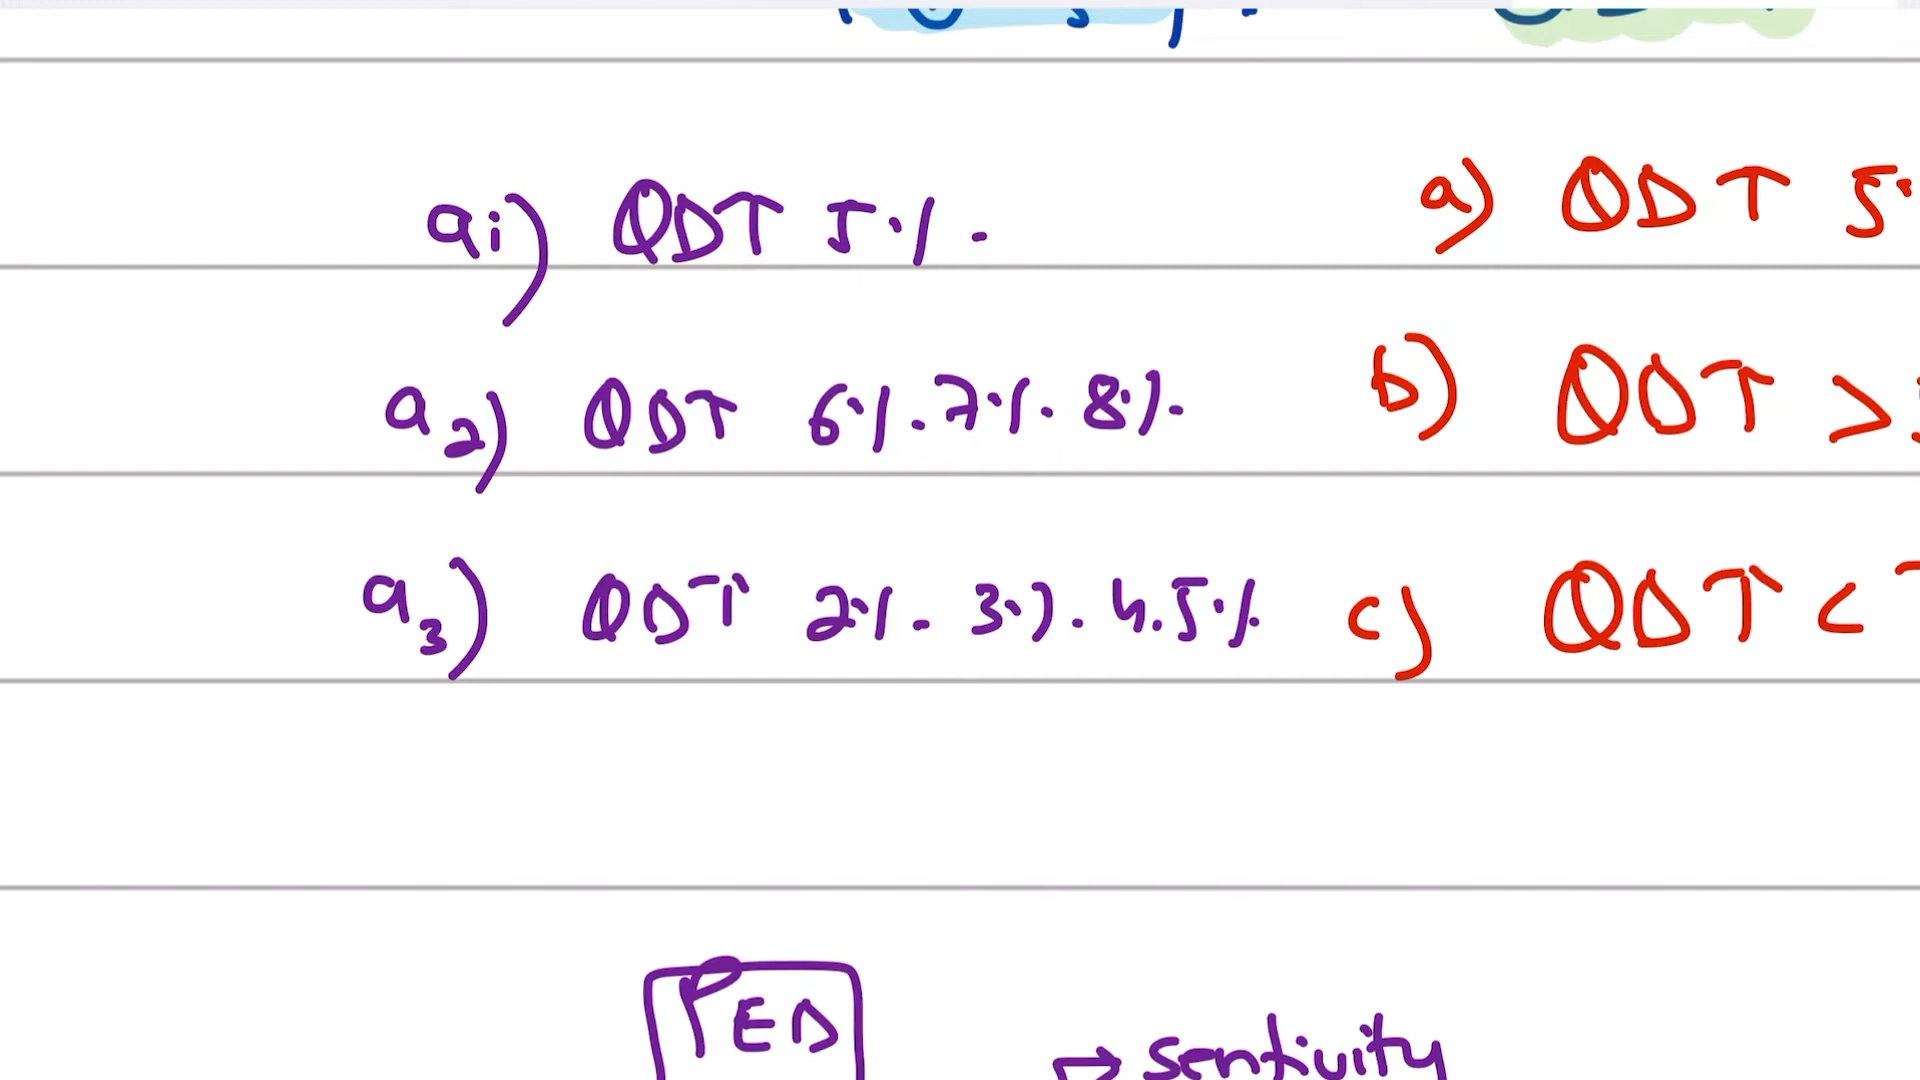 a1) QDT 5%.
a) QDT 5
a2) QDT 6%. 7%. 8%.
b) QDT >
a3) QDT 2%. 3%. 4.5%.
c) QDT <
PED
→ sentivity